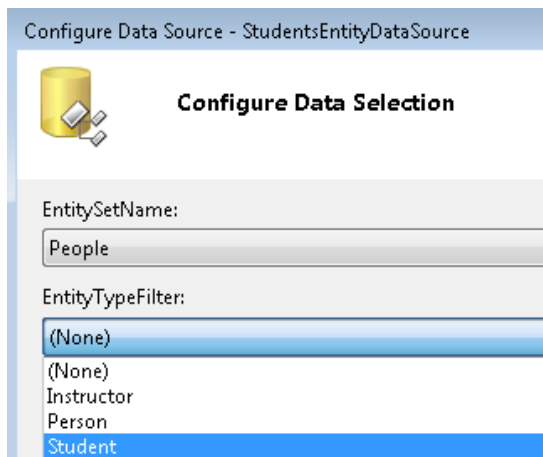 Configure Data Source - StudentsEntityDataSource
Configure Data Selection
EntitySetName:
People
EntityTypeFilter:
(None)
(None)
Instructor
Person
Student